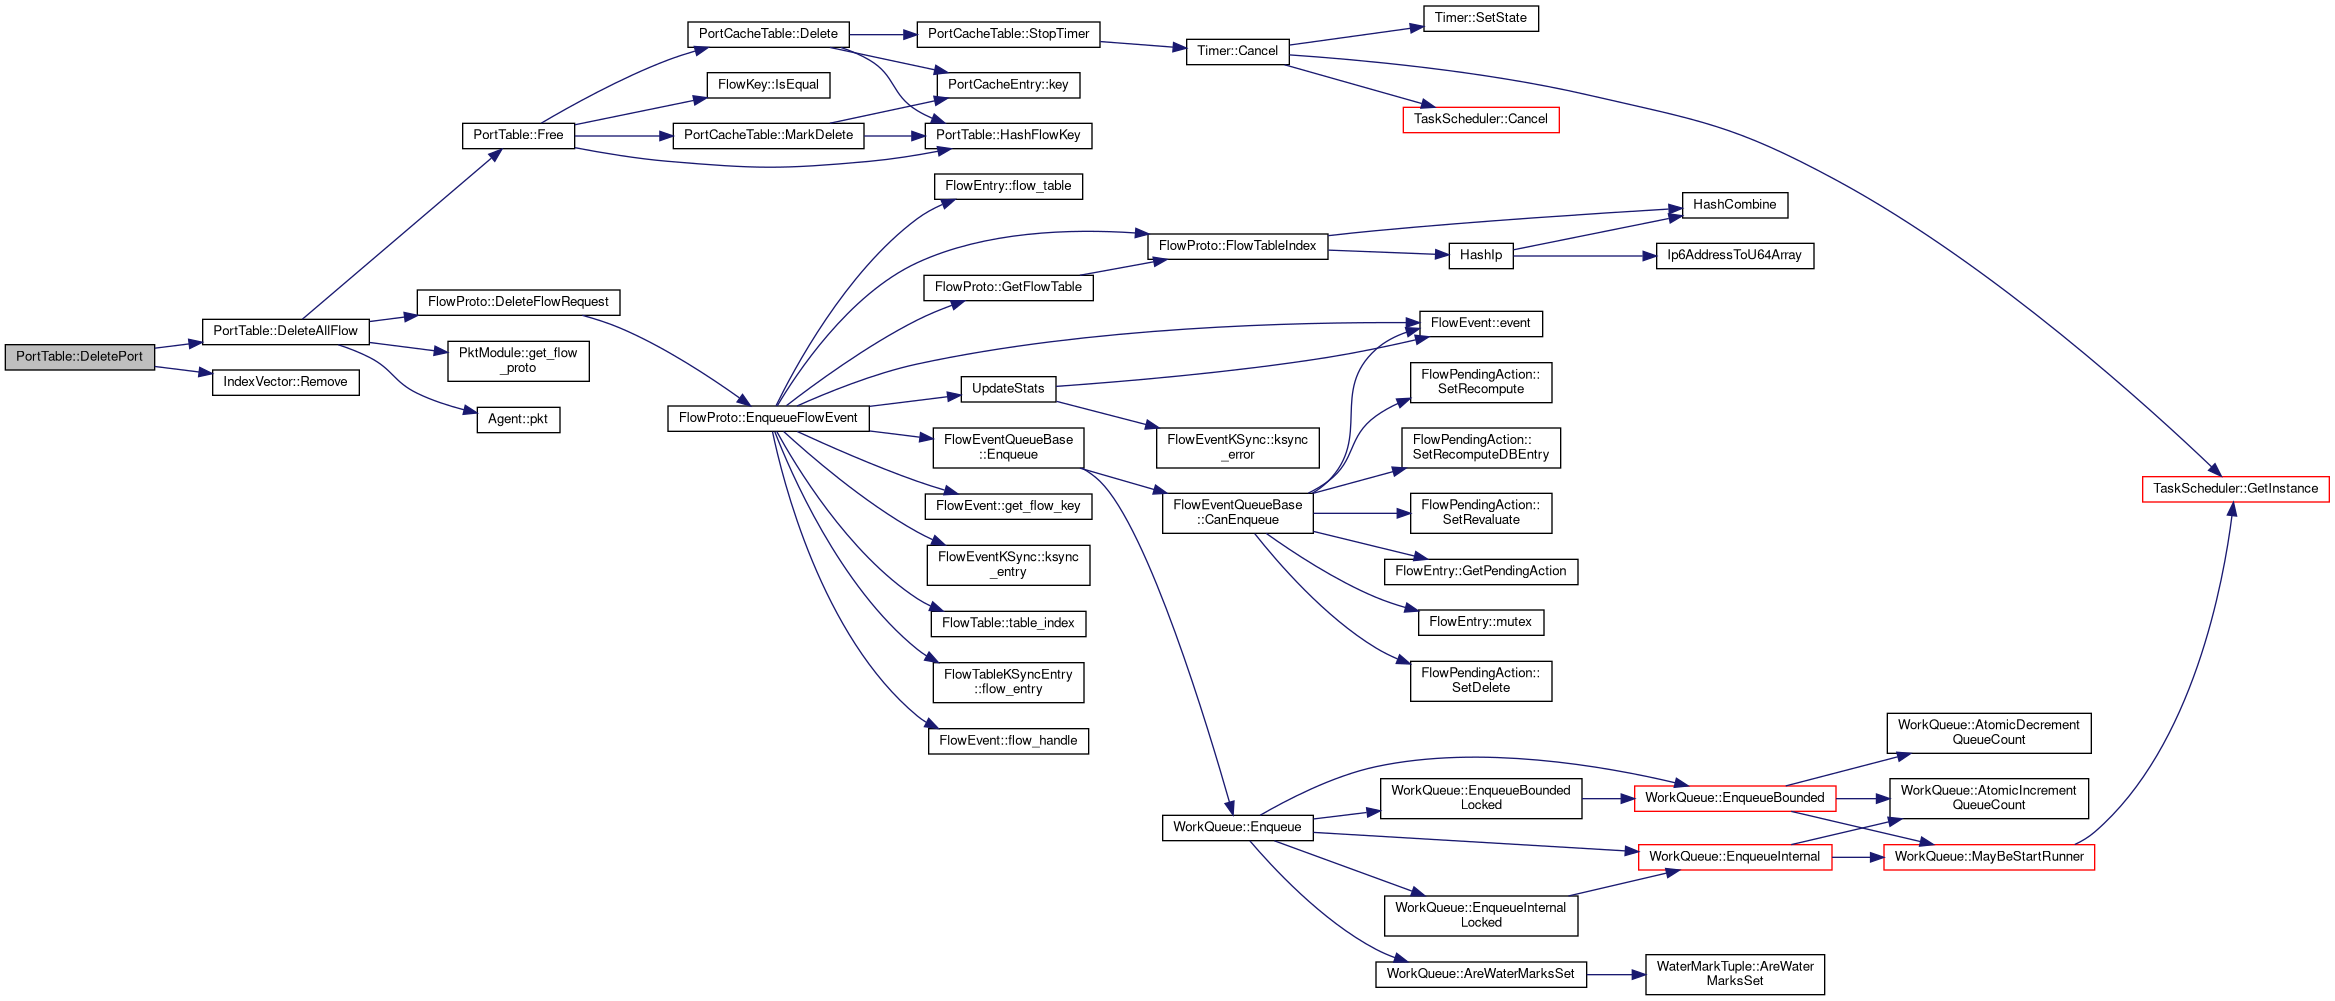 PortTable::DeletePort
PortTable::DeleteAllFlow
IndexVector::Remove
PortTable::Free
FlowProto::DeleteFlowRequest
PktModule::get_flow
_proto
Agent::pkt
PortCacheTable::Delete
FlowKey::IsEqual
PortCacheTable::MarkDelete
FlowProto::EnqueueFlowEvent
PortCacheTable::StopTimer
PortCacheEntry::key
PortTable::HashFlowKey
FlowEntry::flow_table
FlowProto::GetFlowTable
UpdateStats
FlowEventQueueBase
::Enqueue
FlowEvent::get_flow_key
FlowEventKSync::ksync
_entry
FlowTable::table_index
FlowTableKSyncEntry
::flow_entry
FlowEvent::flow_handle
Timer::Cancel
FlowProto::FlowTableIndex
FlowEventKSync::ksync
_error
FlowEventQueueBase
::CanEnqueue
WorkQueue::Enqueue
Timer::SetState
TaskScheduler::Cancel
HashIp
FlowEvent::event
FlowPendingAction::
SetRecompute
FlowPendingAction::
SetRecomputeDBEntry
FlowPendingAction::
SetRevaluate
FlowEntry::GetPendingAction
FlowEntry::mutex
FlowPendingAction::
SetDelete
WorkQueue::EnqueueBounded
Locked
WorkQueue::EnqueueInternal
Locked
WorkQueue::AreWaterMarksSet
HashCombine
Ip6AddressToU64Array
WorkQueue::EnqueueBounded
WorkQueue::EnqueueInternal
WaterMarkTuple::AreWater
MarksSet
WorkQueue::AtomicDecrement
QueueCount
WorkQueue::AtomicIncrement
QueueCount
WorkQueue::MayBeStartRunner
TaskScheduler::GetInstance